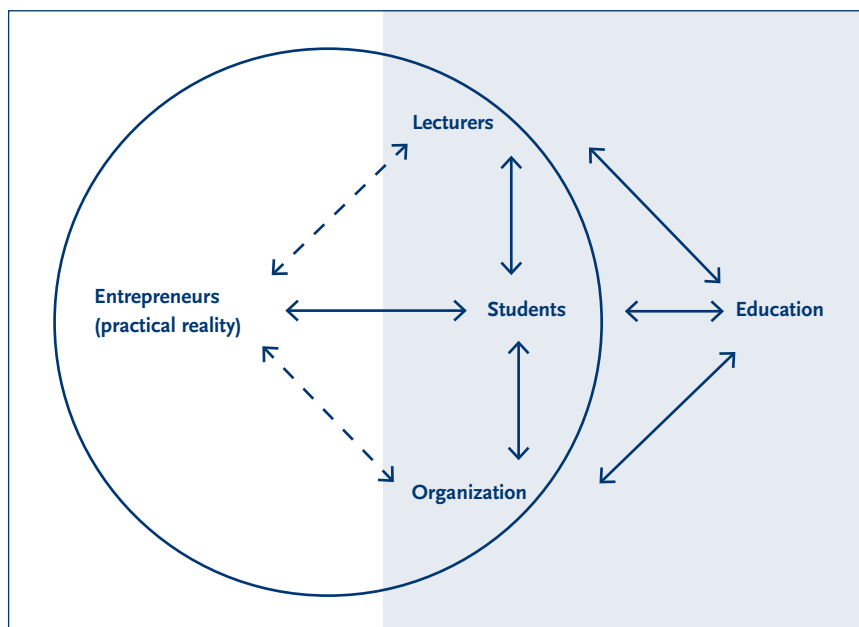 Lecturers
Entrepreneurs
(practical reality)
Students
Education
Organization